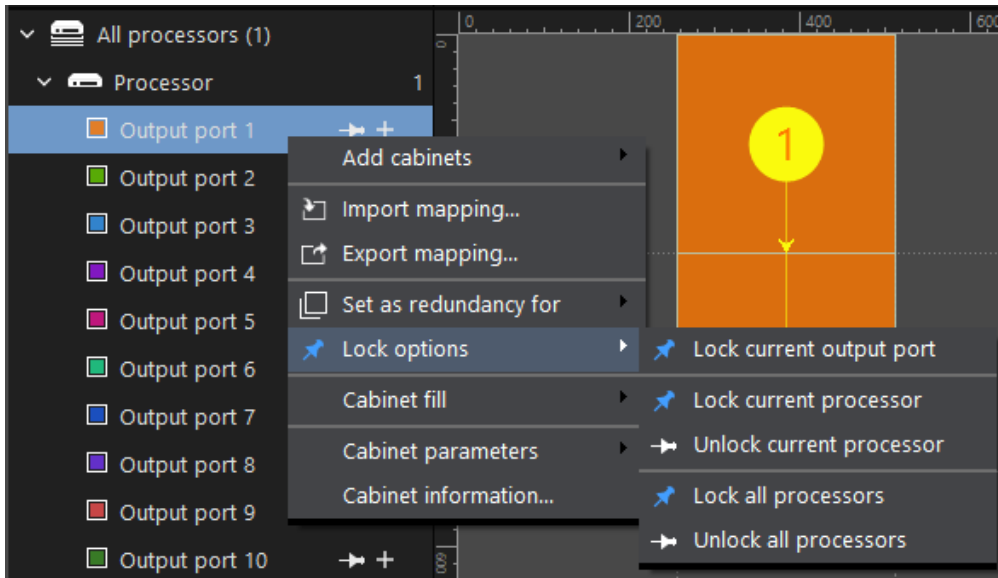 All processors (1)
Processor 1
Output port 1
Output port 2
Output port 3
Output port 4
Output port 5
Output port 6
Output port 7
Output port 8
Output port 9
Output port 10
Add cabinets
Import mapping...
Export mapping...
Set as redundancy for
Lock options
Cabinet fill
Cabinet parameters
Cabinet information...
Lock current output port
Lock current processor
Unlock current processor
Lock all processors
Unlock all processors
0 200 400 600
0
1